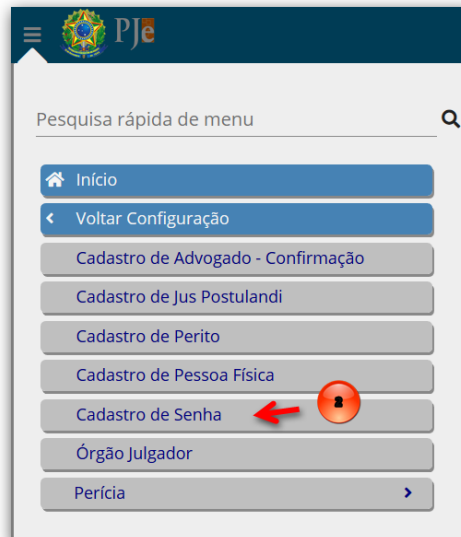 PJe
Pesquisa rápida de menu
Início
Voltar Configuração
Cadastro de Advogado - Confirmação
Cadastro de Jus Postulandi
Cadastro de Perito
Cadastro de Pessoa Física
Cadastro de Senha
Órgão Julgador
Perícia